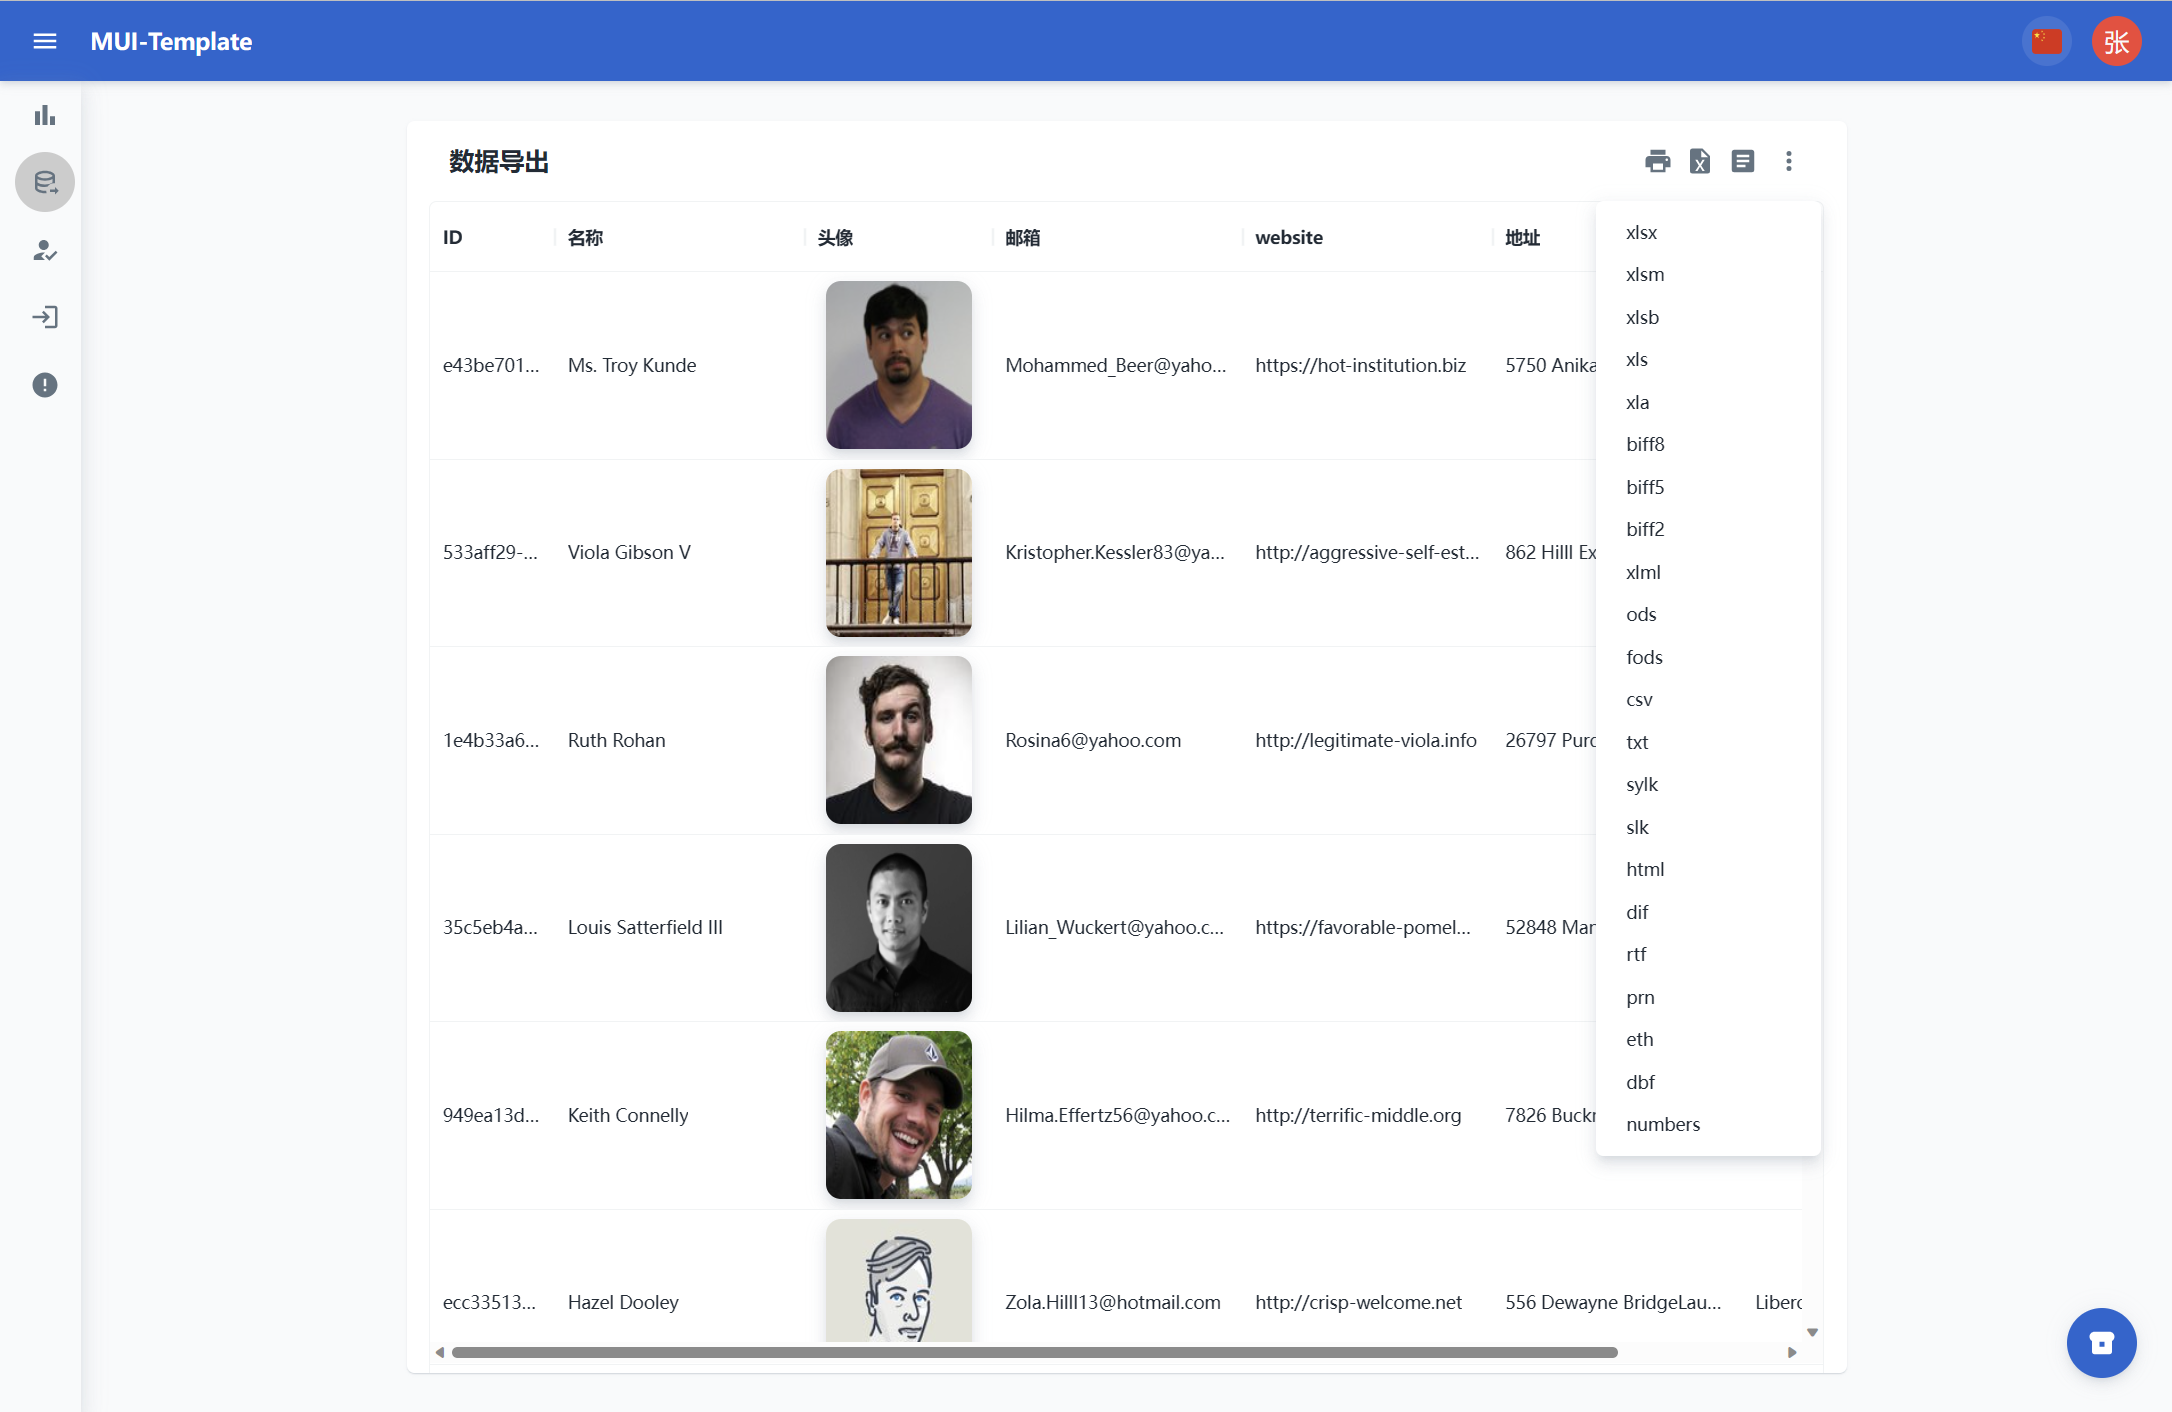 MUI-Template
张
数据导出
ID 名称 头像 邮箱 website 地址
e43be701... Ms. Troy Kunde Mohammed_Beer@yaho... https://hot-institution.biz 5750 Anika
533aff29-... Viola Gibson V Kristopher.Kessler83@ya... http://aggressive-self-est... 862 Hilll Ex
1e4b33a6... Ruth Rohan Rosina6@yahoo.com http://legitimate-viola.info 26797 Purc
35c5eb4a... Louis Satterfield III Lilian_Wuckert@yahoo.c... https://favorable-pomel... 52848 Man
949ea13d... Keith Connelly Hilma.Effertz56@yahoo.c... http://terrific-middle.org 7826 Buckr
ecc33513... Hazel Dooley Zola.Hilll13@hotmail.com http://crisp-welcome.net 556 Dewayne BridgeLau... Liberc
xlsx
xlsm
xlsb
xls
xla
biff8
biff5
biff2
xlml
ods
fods
csv
txt
sylk
slk
html
dif
rtf
prn
eth
dbf
numbers